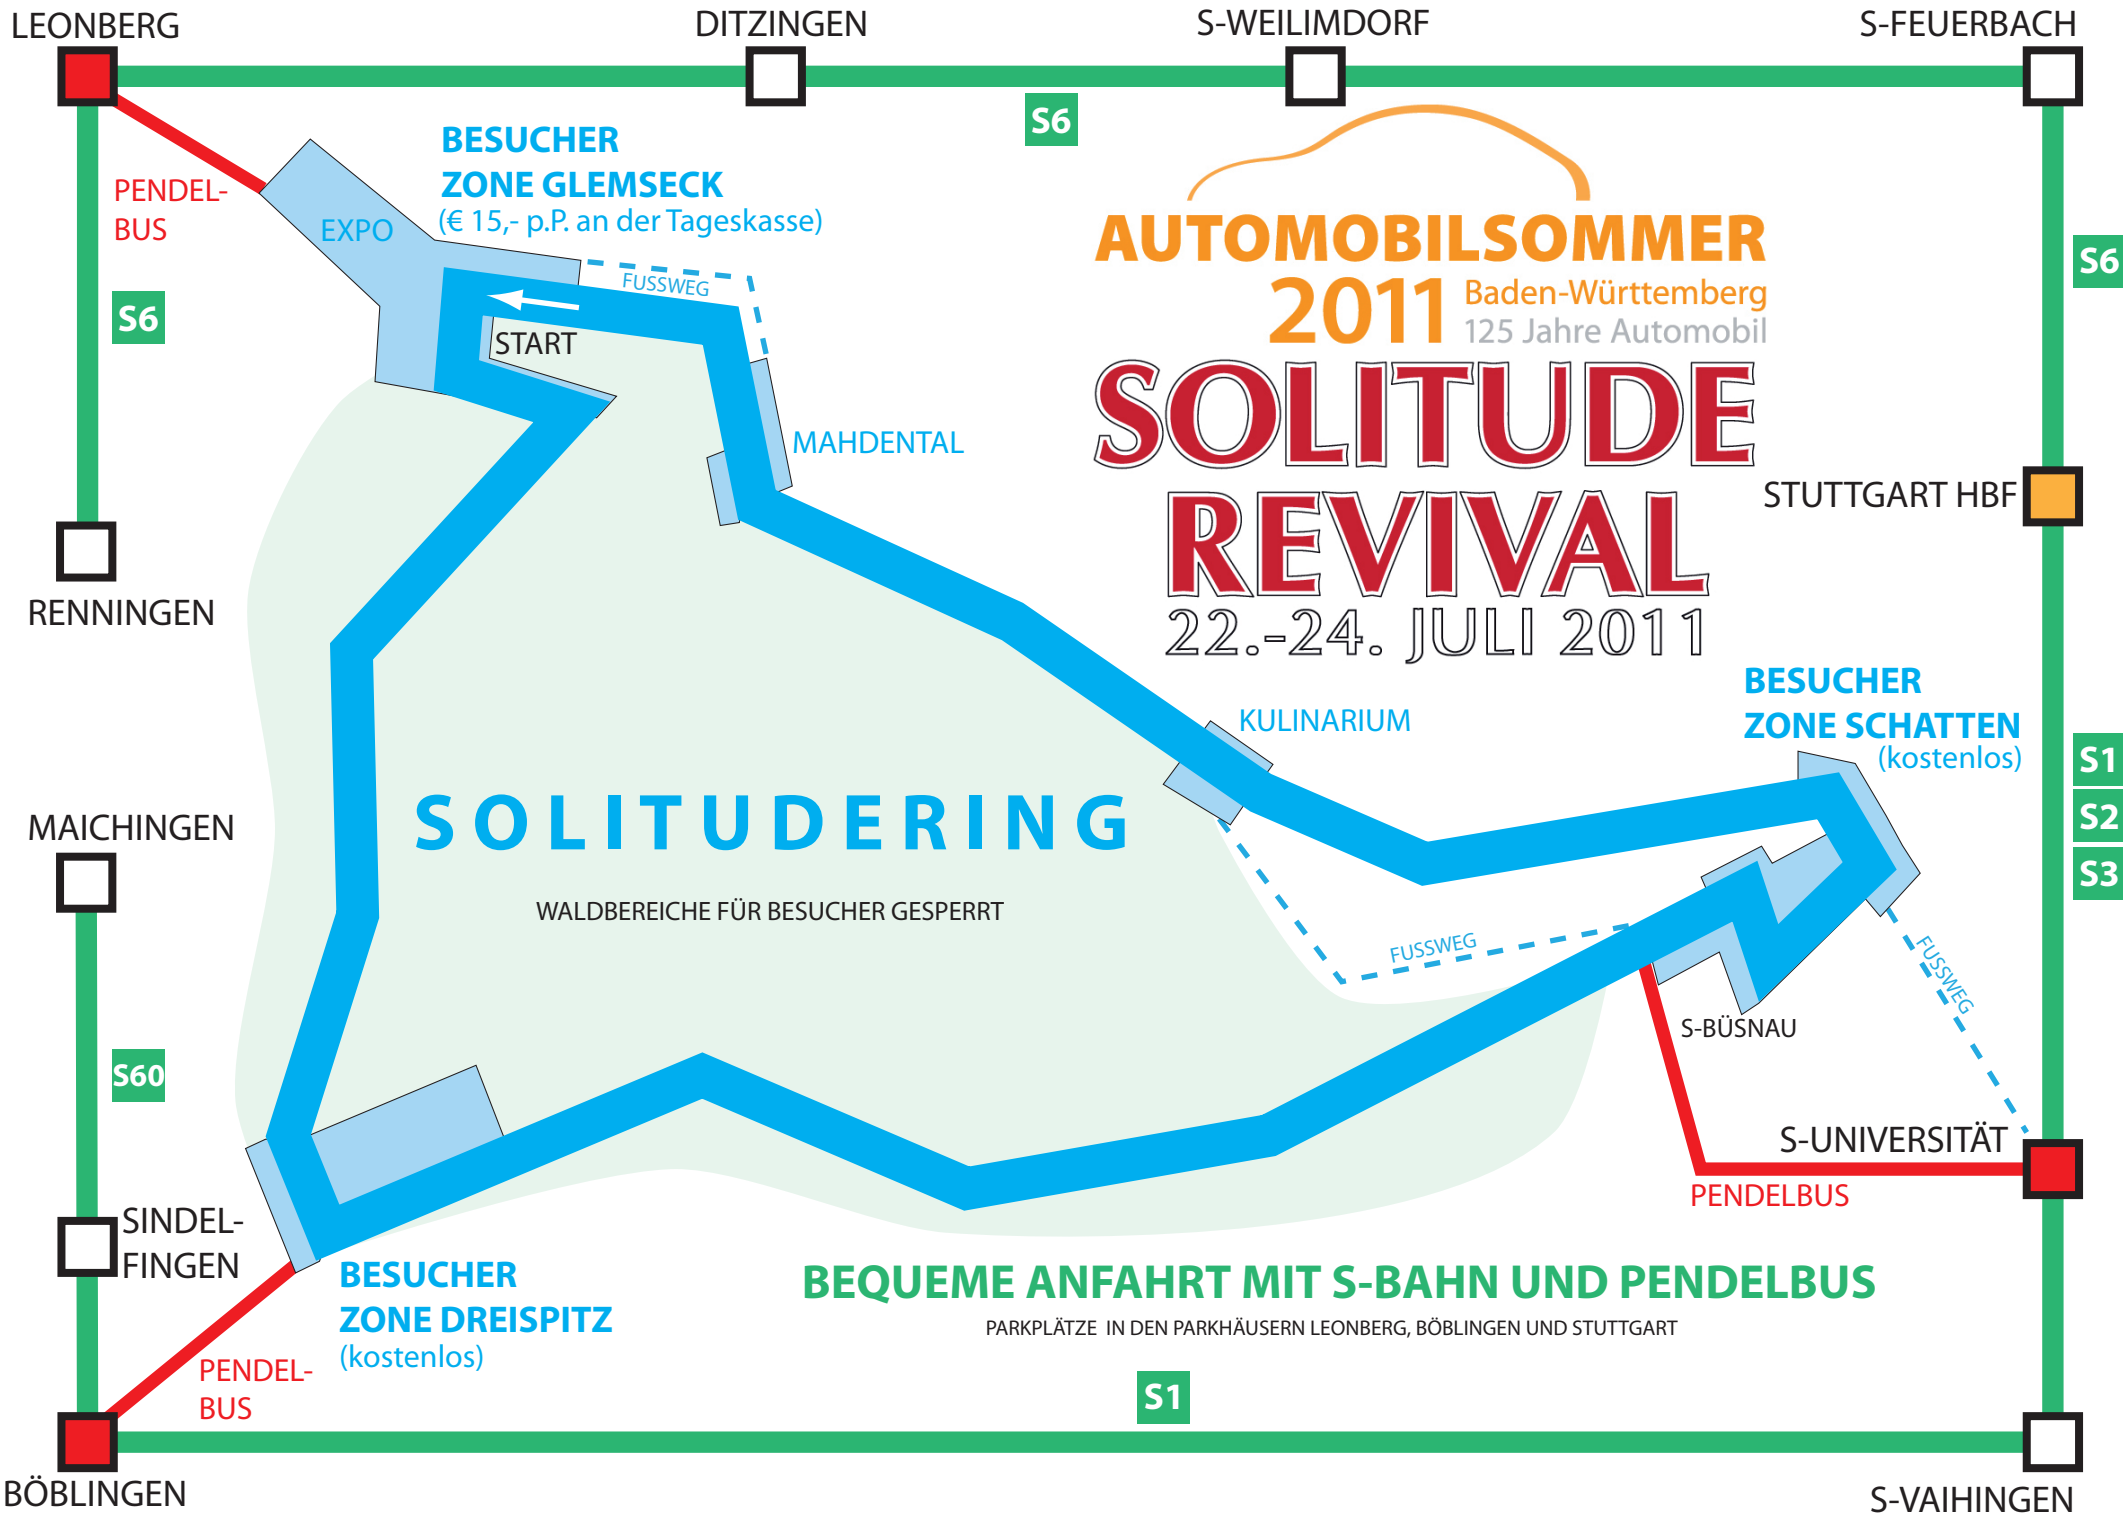 LEONBERG
DITZINGEN
S-WEILIMDORF
S-FEUERBACH
S6
BESUCHER
ZONE GLEMSECK
(€ 15,- p.P. an der Tageskasse)
PENDEL-
BUS
EXPO
FUSSWEG
START
S6
S6
AUTOMOBILSOMMER
2011
Baden-Württemberg
125 Jahre Automobil
SOLITUDE
REVIVAL
22.-24. JULI 2011
MAHDENTAL
STUTTGART HBF
RENNINGEN
KULINARIUM
BESUCHER
ZONE SCHATTEN
(kostenlos)
S1
S2
S3
MAICHINGEN
SOLITUDERING
WALDBEREICHE FÜR BESUCHER GESPERRT
FUSSWEG
FUSSWEG
S-BÜSNAU
S60
S-UNIVERSITÄT
PENDELBUS
SINDEL-
FINGEN
BESUCHER
ZONE DREISPITZ
(kostenlos)
BEQUEME ANFAHRT MIT S-BAHN UND PENDELBUS
PARKPLÄTZE IN DEN PARKHÄUSERN LEONBERG, BÖBLINGEN UND STUTTGART
PENDEL-
BUS
S1
BÖBLINGEN
S-VAIHINGEN